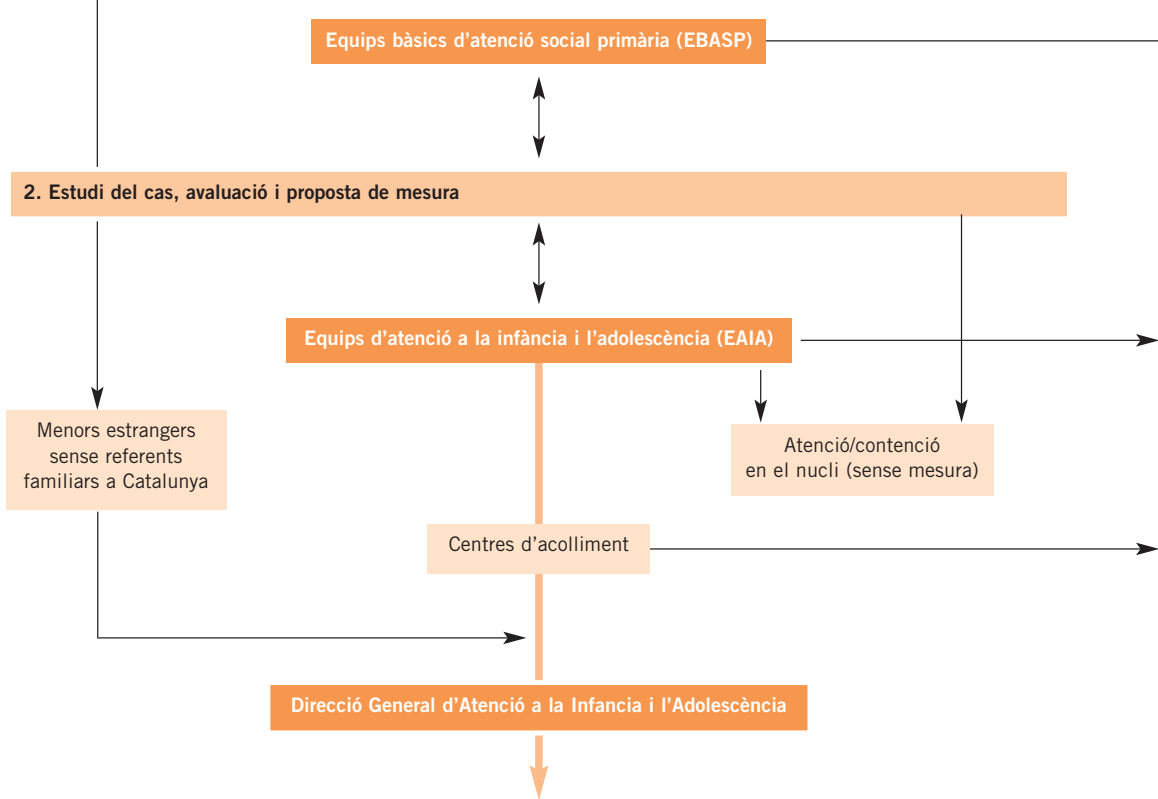 Equips bàsics d'atenció social primària (EBASP)
2. Estudi del cas, avaluació i proposta de mesura
Equips d'atenció a la infància i l'adolescència (EAIA)
Menors estrangers
sense referents
familiars a Catalunya
Atenció/contenció
en el nucli (sense mesura)
Centres d'acolliment
Direcció General d'Atenció a la Infancia i l'Adolescència